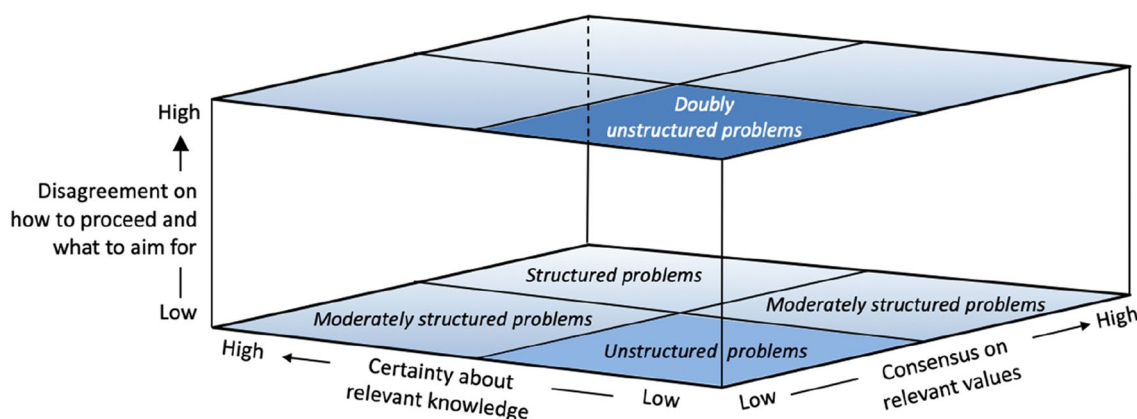 Doubly
unstructured problems
High
Disagreement on
how to proceed and
what to aim for
Low
Structured problems
Moderately structured problems
Moderately structured problems
Unstructured problems
High
Certainty about
relevant knowledge
Low
Low
Consensus on
relevant values
High